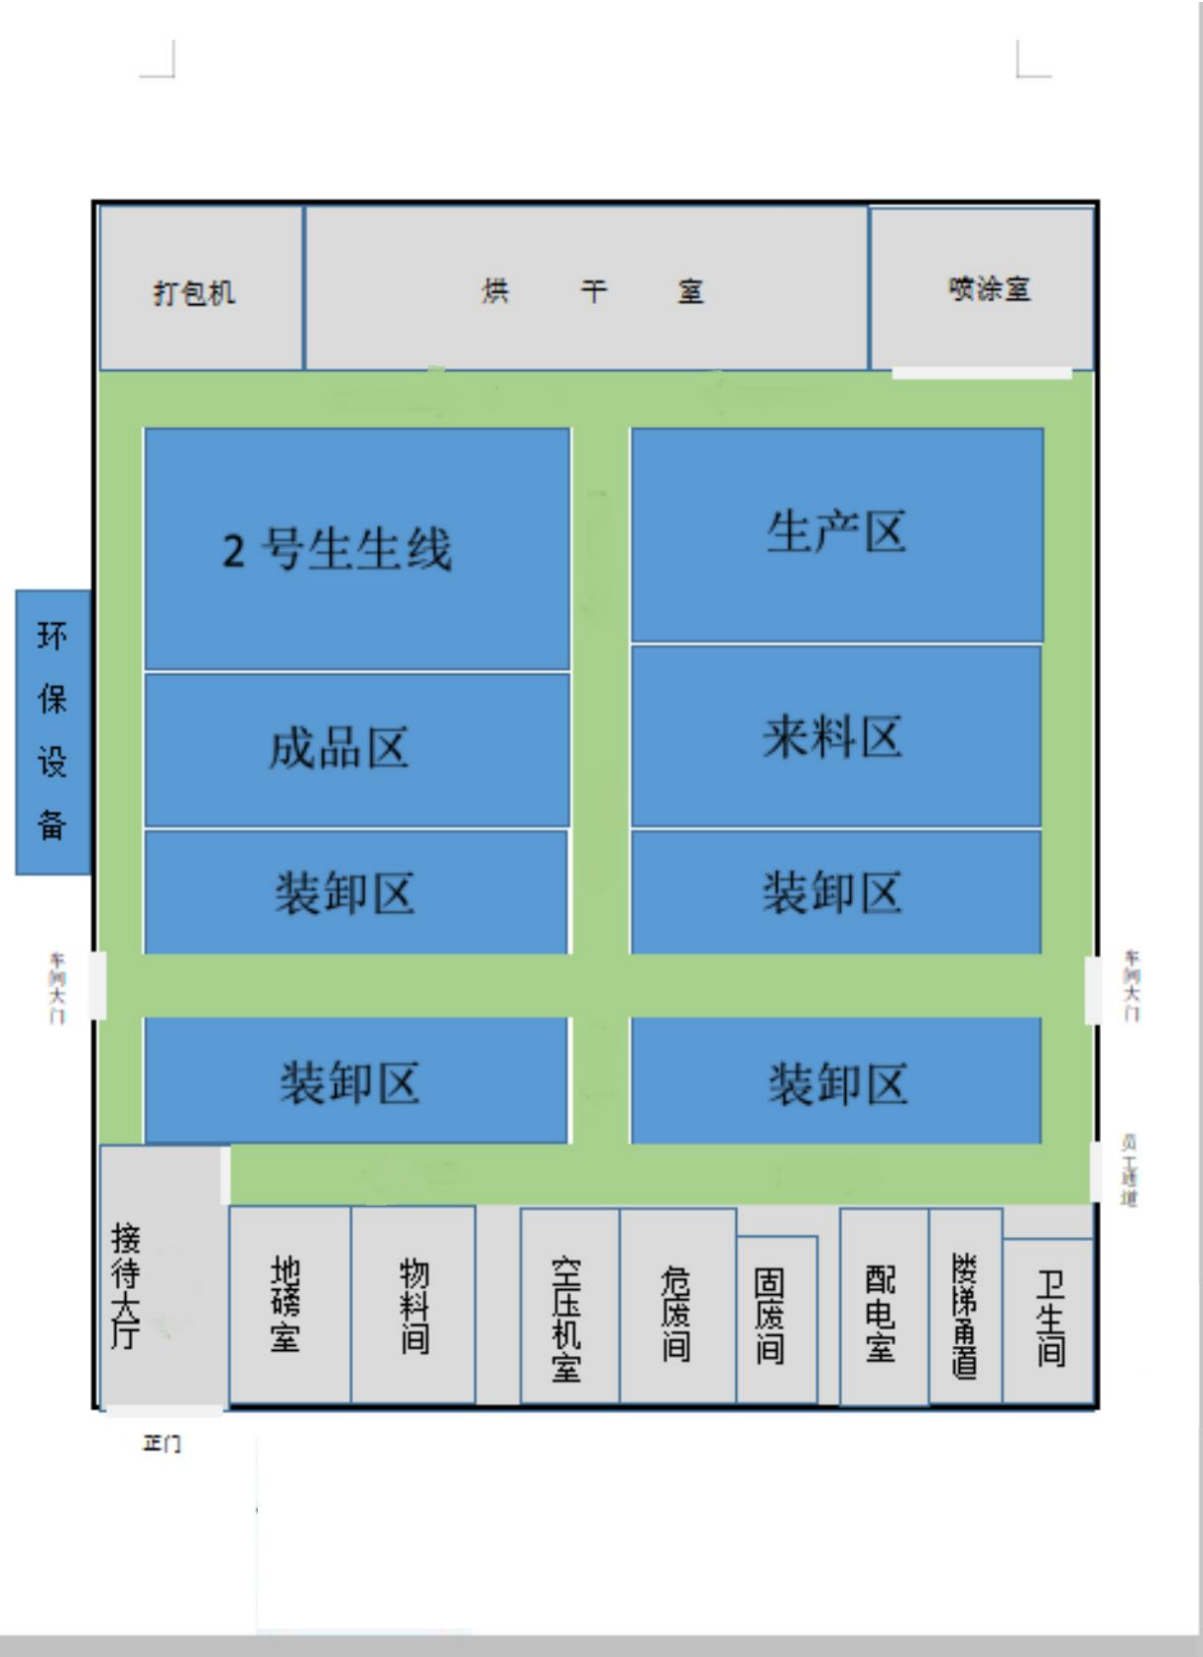 打包机
烘干室
喷涂室
2号生生线
生产区
环保设备
成品区
来料区
装卸区
装卸区
车间大门
车间大门
装卸区
装卸区
员工通道
接待大厅
地磅室
物料间
空压机室
危废间
固废间
配电室
卫生间
正门